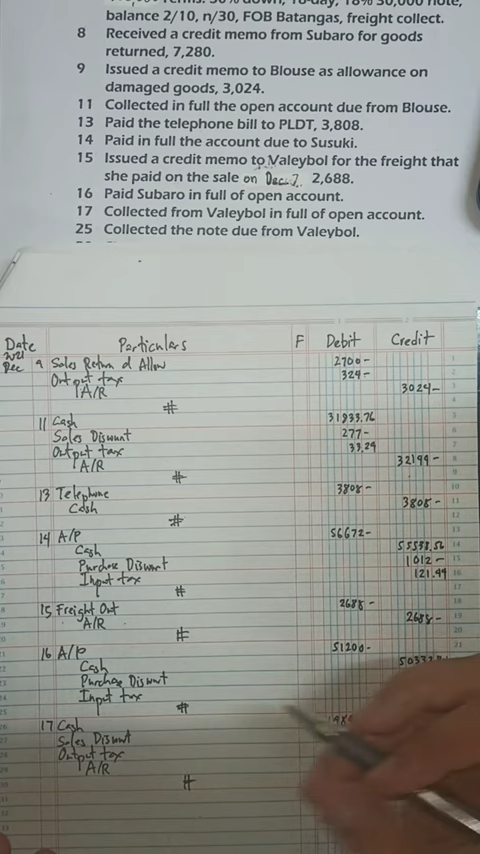 balance 2/10, n/30, FOB Batangas, freight collect.
8 Received a credit memo from Subaro for goods
returned, 7,280.
9 Issued a credit memo to Blouse as allowance on
damaged goods, 3,024.
11 Collected in full the open account due from Blouse.
13 Paid the telephone bill to PLDT, 3,808.
14 Paid in full the account due to Susuki.
15 Issued a credit memo to Valeybol for the freight that
she paid on the sale on Dec. 7, 2,688.
16 Paid Subaro in full of open account.
17 Collected from Valeybol in full of open account.
25 Collected the note due from Valeybol.
Date Particulars F Debit Credit
2021
Dec 9 Sales Return d Allow 2700-
Output tax 324-
A/R 3024-
#
11 Cash 31933.76
Sales Discount 277-
Output tax 33.24
A/R 32199-
#
13 Telephone 3808-
Cash 3808-
#
14 A/P 56672-
Cash 55538.56
Purchase Discount 1012-
Input tax 121.44
#
15 Freight Out 2688-
A/R 2688-
#
16 A/P 51200-
Cash
Purchase Discount
Input tax
#
17 Cash
Sales Discount
Output tax
A/R
#